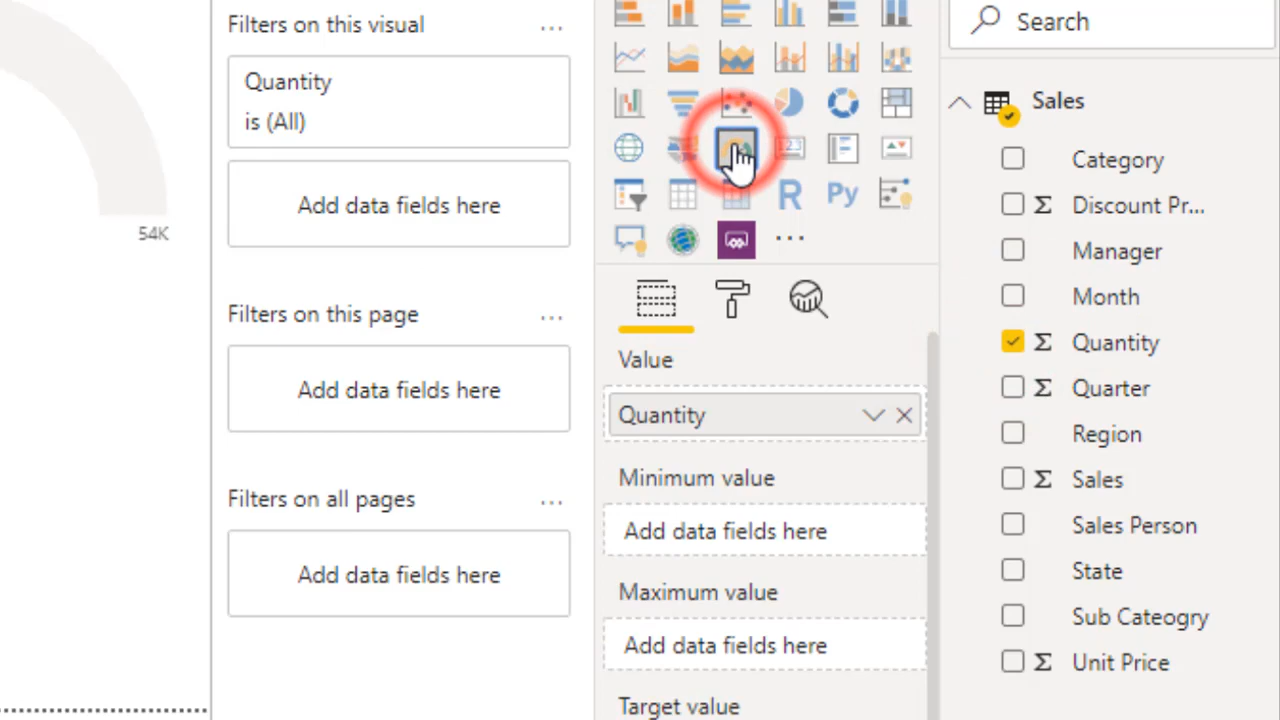 54K
Filters on this visual
...
Quantity
is (All)
Add data fields here
Filters on this page
...
Add data fields here
Filters on all pages
...
Add data fields here
123
R
Py
...
Value
Quantity
Minimum value
Add data fields here
Maximum value
Add data fields here
Target value
Search
Sales
Category
Σ Discount Pr...
Manager
Month
Σ Quantity
Σ Quarter
Region
Σ Sales
Sales Person
State
Sub Cateogry
Σ Unit Price